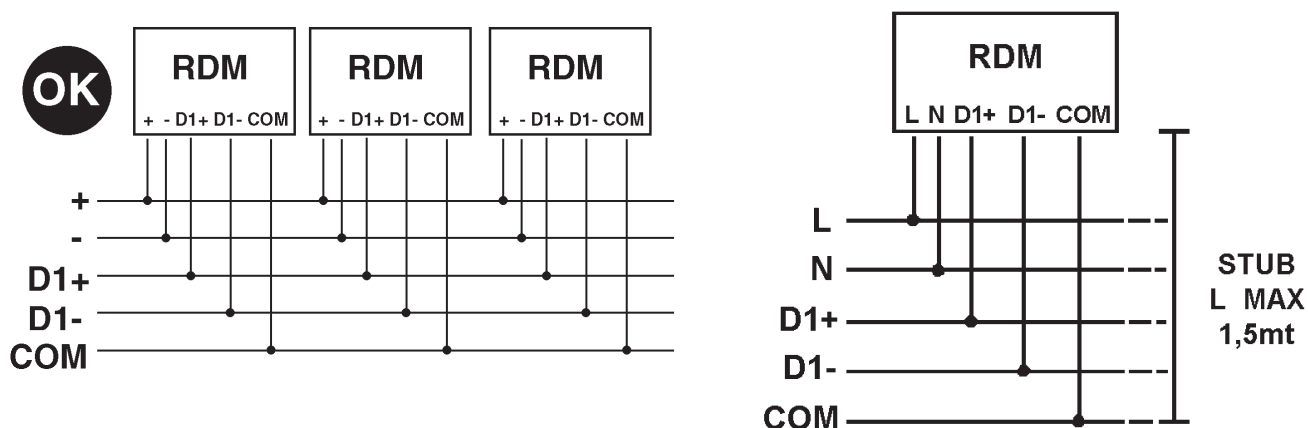 OK
RDM
+ - D1+ D1- COM
RDM
+ - D1+ D1- COM
RDM
+ - D1+ D1- COM
+
-
D1+
D1-
COM
RDM
L N D1+ D1- COM
L
N
D1+
D1-
COM
STUB
L MAX
1,5mt